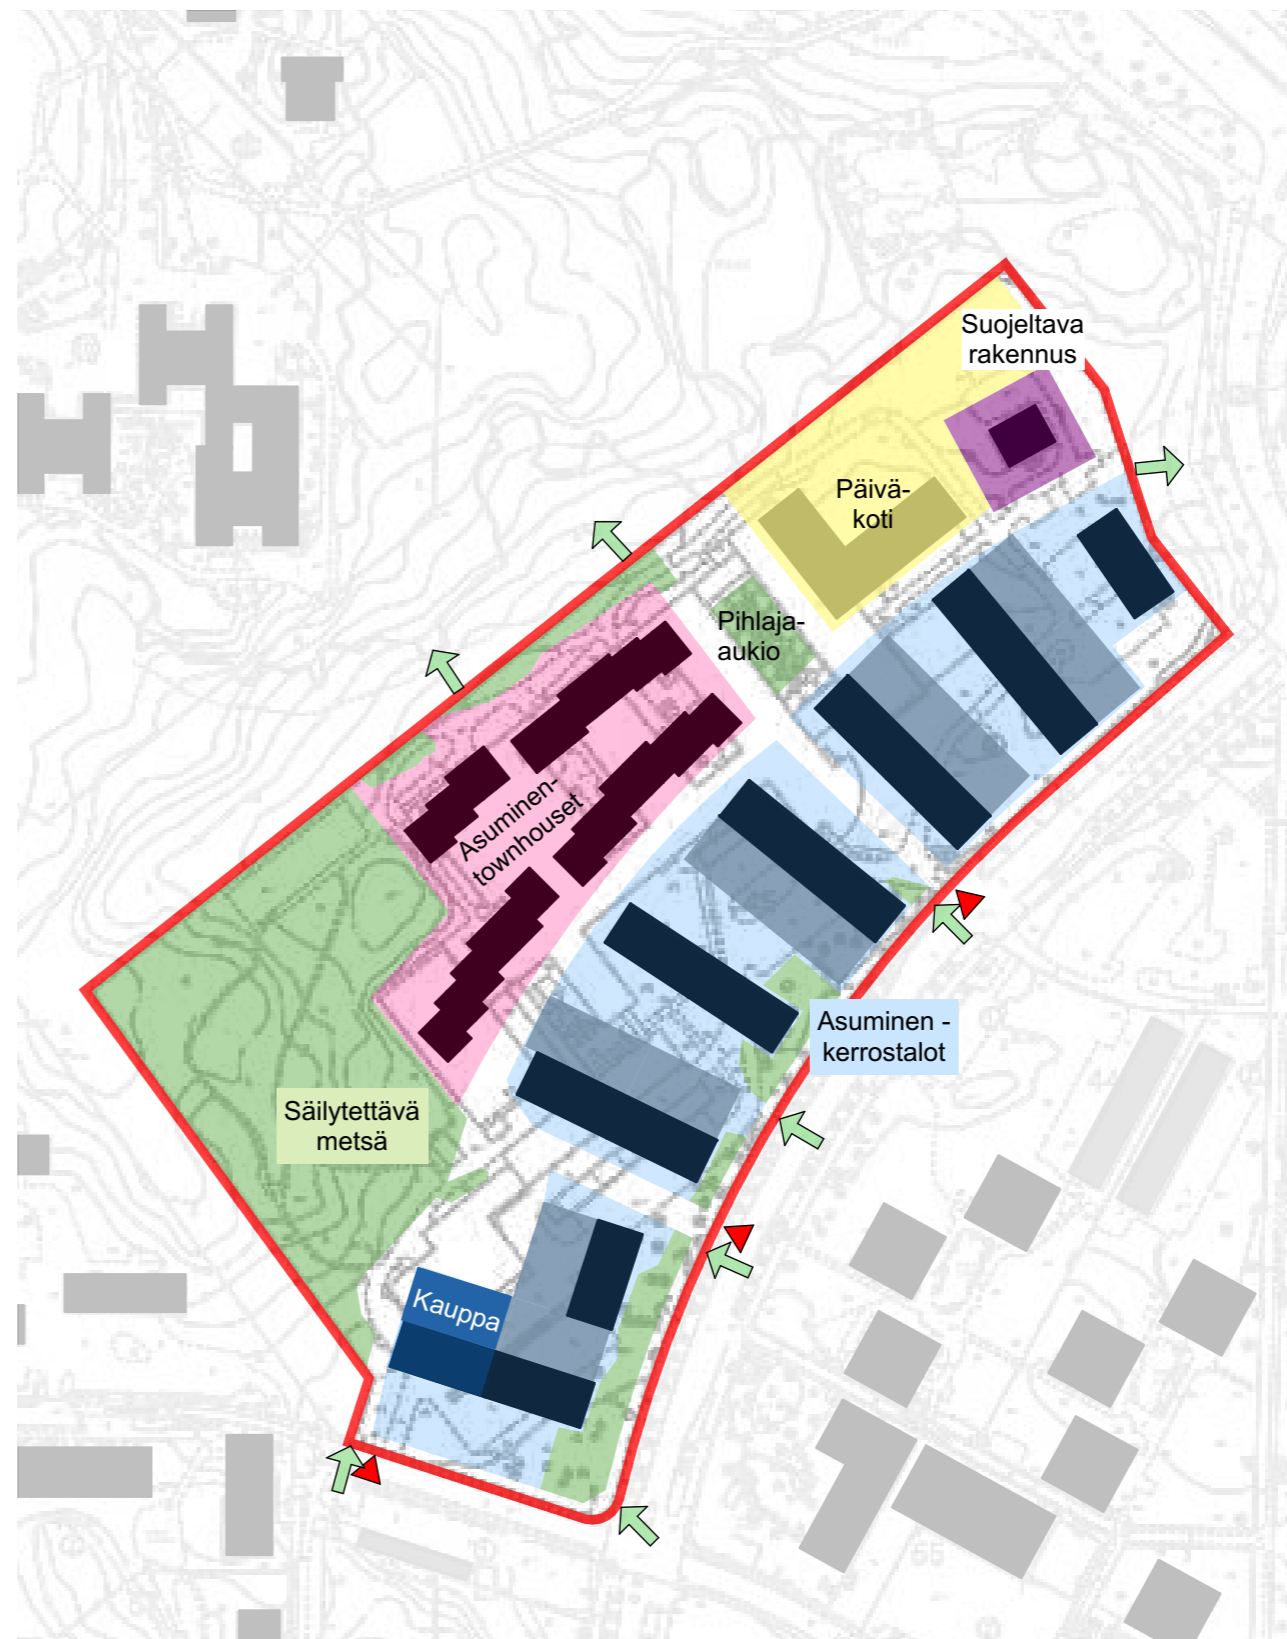 Suojeltava
rakennus
Päivä-
koti
Pihlaja-
aukio
Asuminen-
townhouset
Asuminen -
kerrostalot
Säilytettävä
metsä
Kauppa